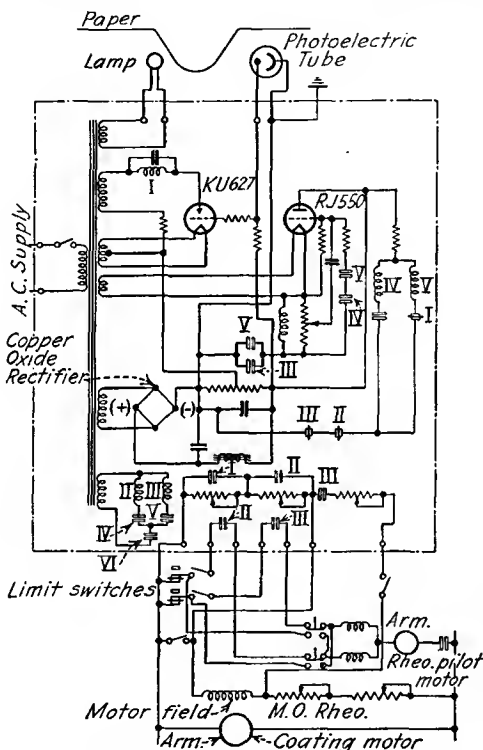 Paper
Lamp
Photoelectric
Tube
KU627
RJ550
I
V
IV
IV
V
I
A.C. Supply
Copper
Oxide
Rectifier
(+)
(-)
V
III
III
II
I
II
III
II
III
II
III
V
IV
VI
Limit switches
Arm.
Rheo. pilot
motor
Motor field
M.O. Rheo.
Arm.
Coating motor